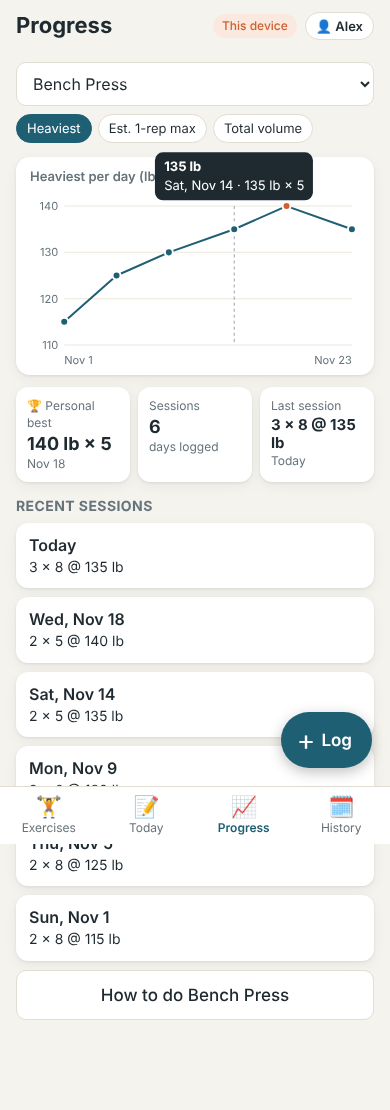 Progress
This device
👤 Alex
Bench Press
Heaviest
Est. 1-rep max
Total volume
Heaviest per day (lb
135 lb
Sat, Nov 14 · 135 lb × 5
140
130
120
110
Nov 1
Nov 23
🏆 Personal
best
140 lb × 5
Nov 18
Sessions
6
days logged
Last session
3 × 8 @ 135
lb
Today
RECENT SESSIONS
Today
3 × 8 @ 135 lb
Wed, Nov 18
2 × 5 @ 140 lb
Sat, Nov 14
2 × 5 @ 135 lb
+ Log
Mon, Nov 9
🏋️ Exercises
📝 Today
📈 Progress
🗓️ History
Thu, Nov 5
2 × 8 @ 125 lb
Sun, Nov 1
2 × 8 @ 115 lb
How to do Bench Press